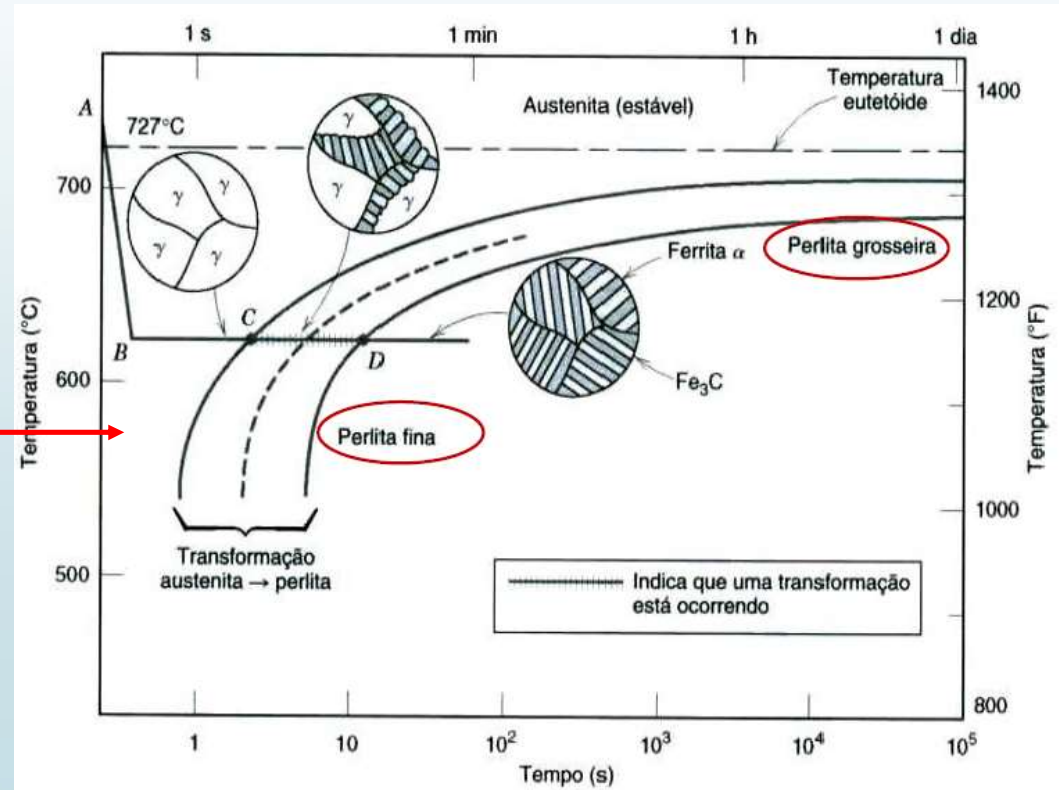 1 s
1 min
1 h
1 dia
A
727°C
Austenita (estável)
Temperatura
eutetóide
1400
700
γ
γ
γ
γ
γ
γ
γ
Ferrita α
Perlita grosseira
1200
C
B
D
600
Fe₃C
Temperatura (°C)
Temperatura (°F)
Perlita fina
1000
Transformação
austenita → perlita
500
Indica que uma transformação
está ocorrendo
800
1
10
10²
10³
10⁴
10⁵
Tempo (s)